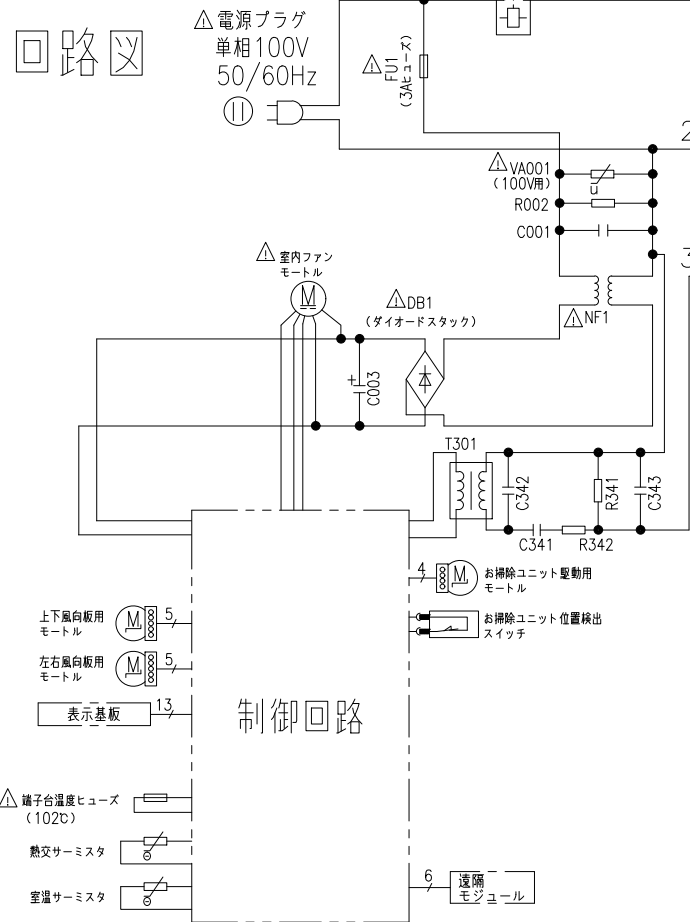 回路図
電源プラグ
単相100V
50/60Hz
FU1
(3Aヒューズ)
2
VA001
(100V用)
u
R002
C001
3
室内ファン
モートル
M
DB1
(ダイオードスタック)
NF1
+
C003
T301
C342
R341
C343
C341
R342
4
M
お掃除ユニット駆動用
モートル
上下風向板用
モートル
M
5
お掃除ユニット位置検出
スイッチ
左右風向板用
モートル
M
5
表示基板
13
制御回路
端子台温度ヒューズ
(102℃)
熱交サーミスタ
θ
室温サーミスタ
θ
6
遠隔
モジュール